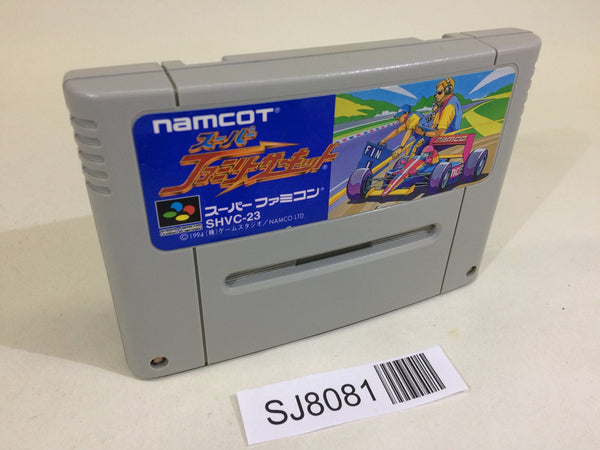 namcoT
スーパー
ファミリーサーキット
スーパーファミコン
SHVC-23
©1994(株)ゲームスタジオ/NAMCO LTD.
FIN
namco
SJ8081